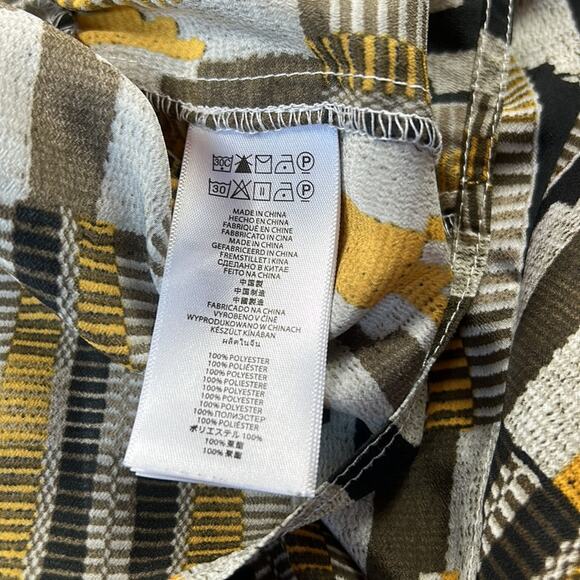 30C P
30 P
MADE IN CHINA
HECHO EN CHINA
FABRIQUÉ EN CHINE
FABBRICATO IN CINA
MADE IN CHINA
GEFABRICEERD IN CHINA
FREMSTILLET I KINA
СДЕЛАНО В КИТАЕ
FEITO NA CHINA
中国製
中国制造
中國製造
FABRICADO NA CHINA
VYROBENO V ČÍNĚ
WYPRODUKOWANO W CHINACH
KÉSZÜLT KÍNÁBAN
ผลิตในจีน
100% POLYESTER
100% POLIÉSTER
100% POLYESTER
100% POLIESTERE
100% POLYESTER
100% POLYESTER
100% POLYESTER
100% POLIÉSTER
ポリエステル 100%
100% 聚酯
100% 聚酯